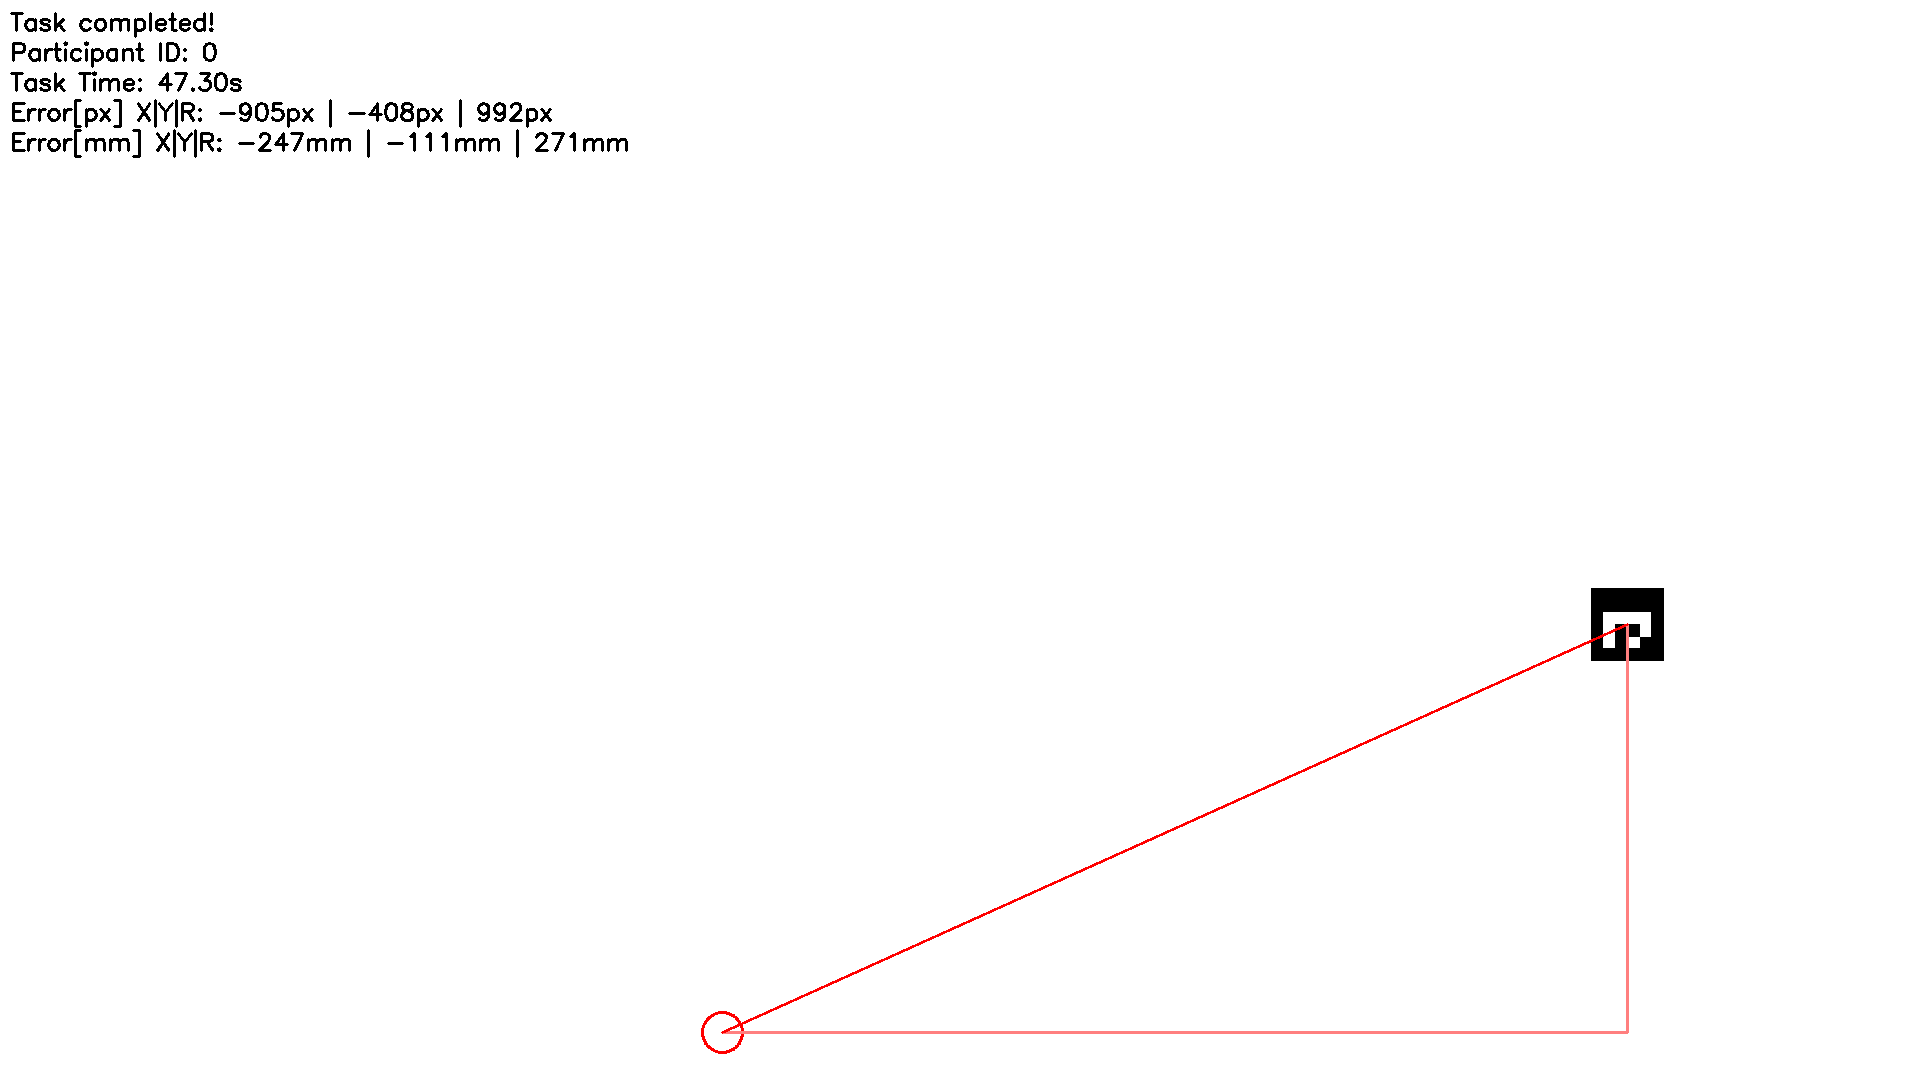 Task completed!
Participant ID: 0
Task Time: 47.30s
Error[px] X|Y|R: -905px | -408px | 992px
Error[mm] X|Y|R: -247mm | -111mm | 271mm